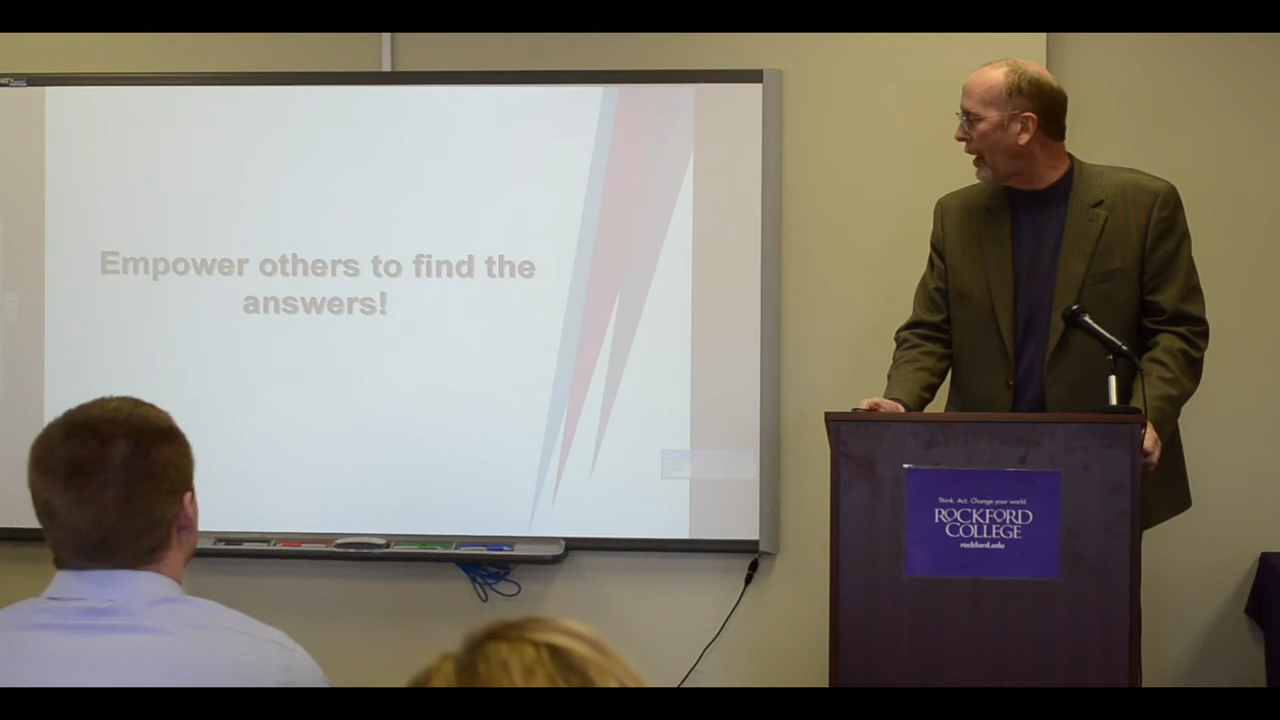 Empower others to find the
answers!
Think. Act. Change your world.
ROCKFORD
COLLEGE
rockford.edu